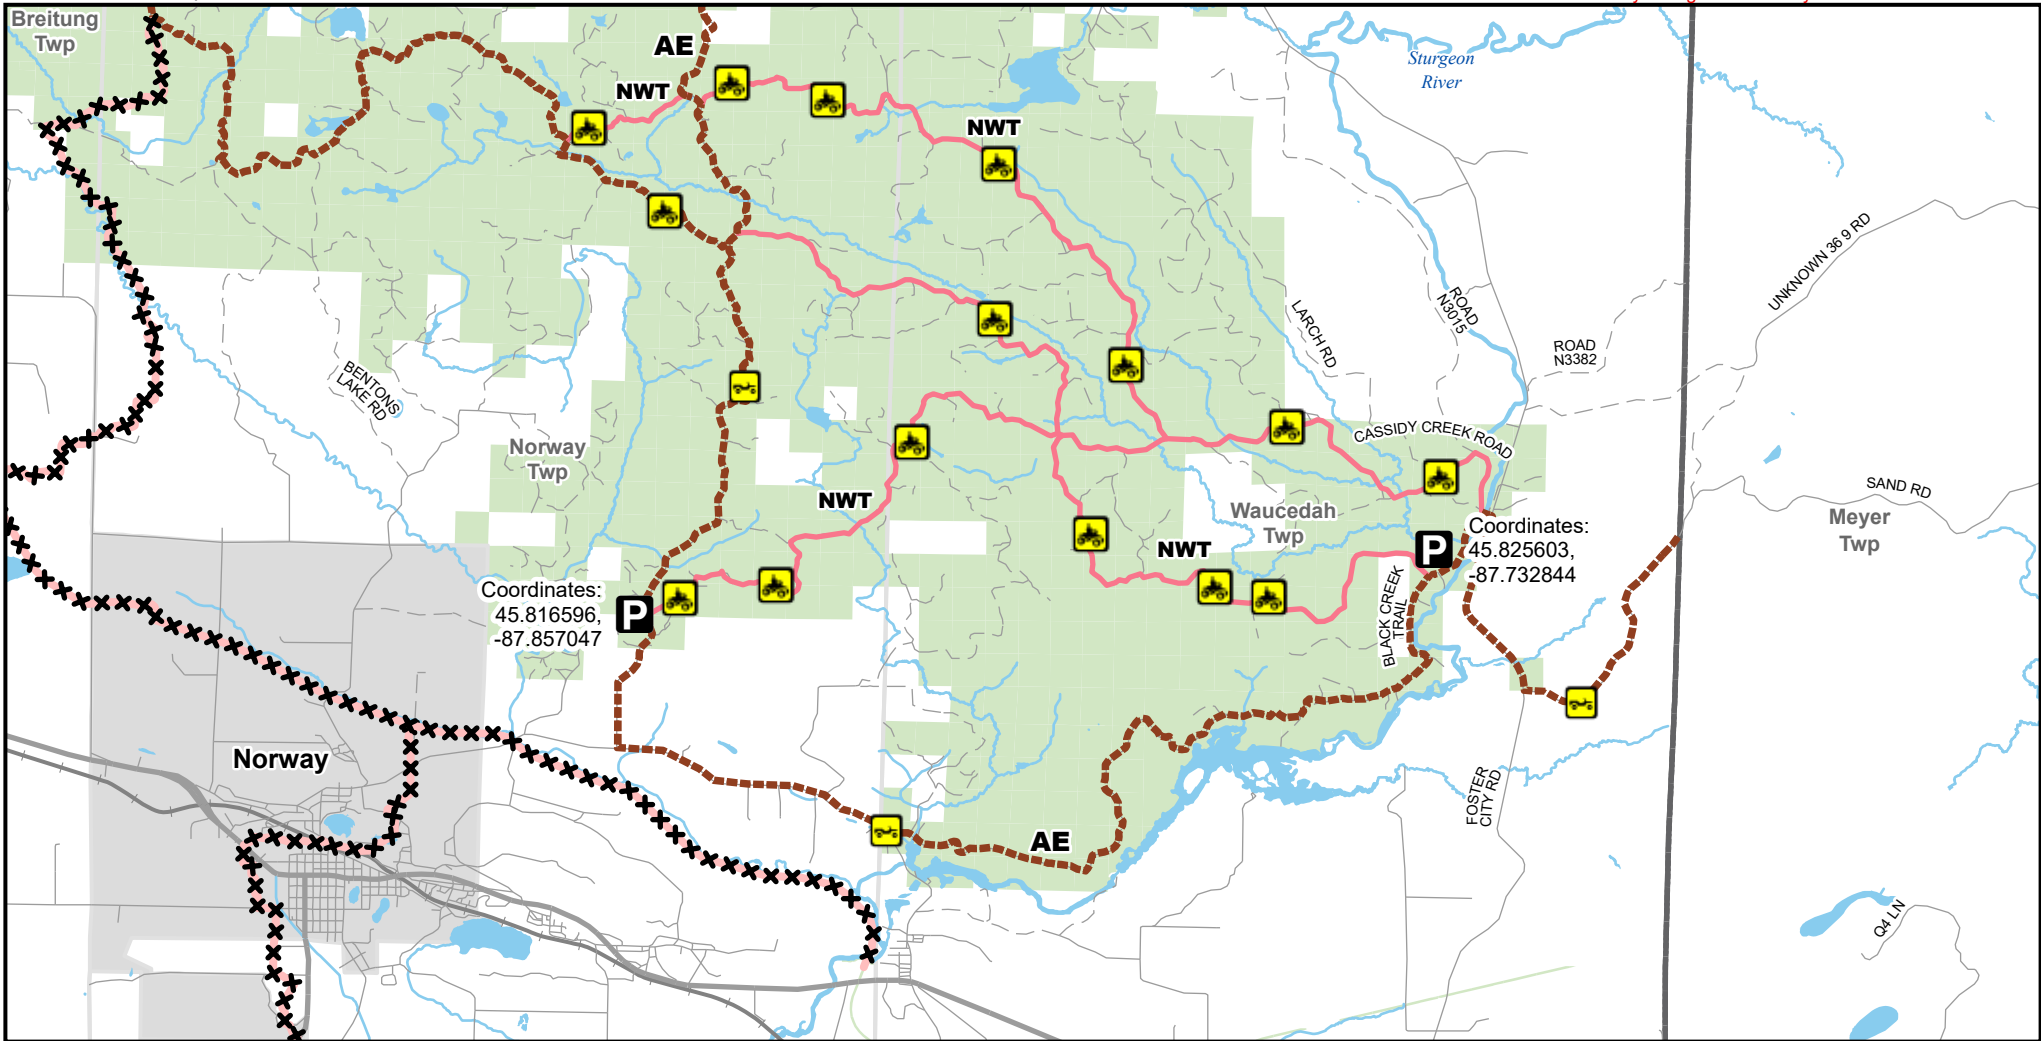 Breitung
Twp
AE
NWT
NWT
Sturgeon
River
UNKNOWN 36 9 RD
ROAD
N3015
LARCH RD
ROAD
N3382
BENTONS
LAKE RD
Norway
Twp
CASSIDY CREEK ROAD
NWT
SAND RD
Waucedah
Twp
Meyer
Twp
Coordinates:
45.825603,
-87.732844
P
NWT
Coordinates:
45.816596,
-87.857047
P
BLACK CREEK
TRAIL
Norway
FOSTER
CITY RD
AE
Q4 LN